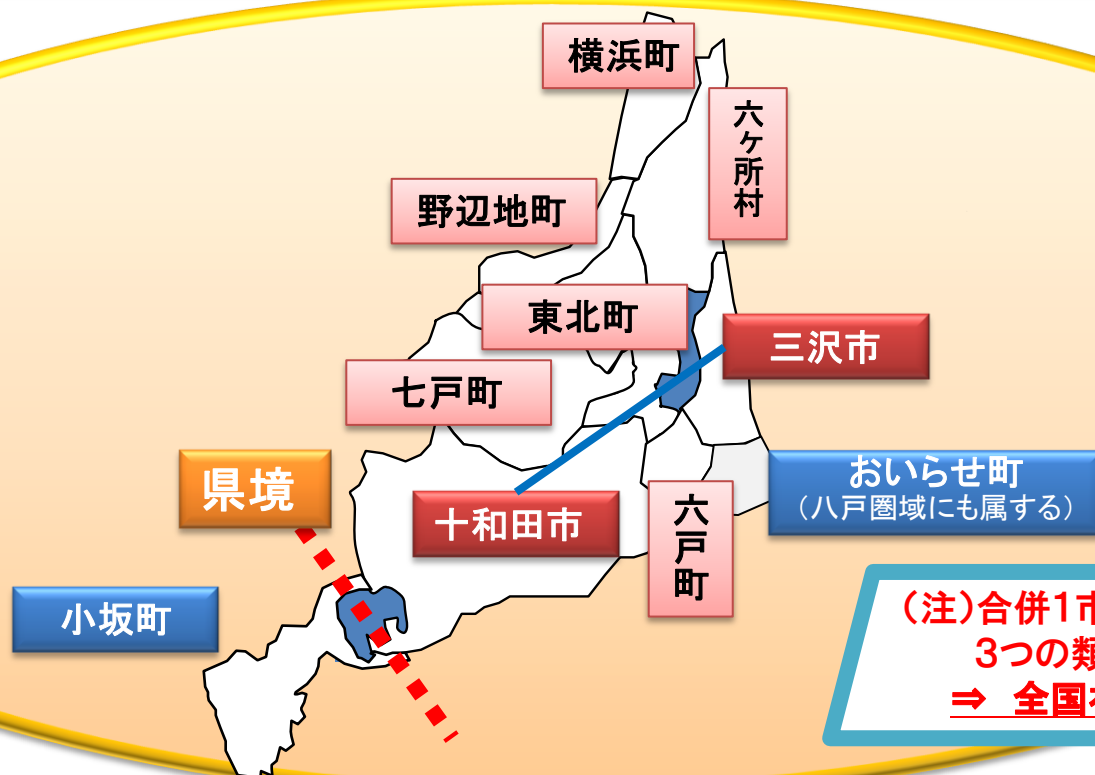 横浜町
六ヶ所村
野辺地町
東北町
三沢市
七戸町
県境
おいらせ町
（八戸圏域にも属する）
十和田市
六戸町
小坂町
（注）合併１市
３つの類
⇒ 全国